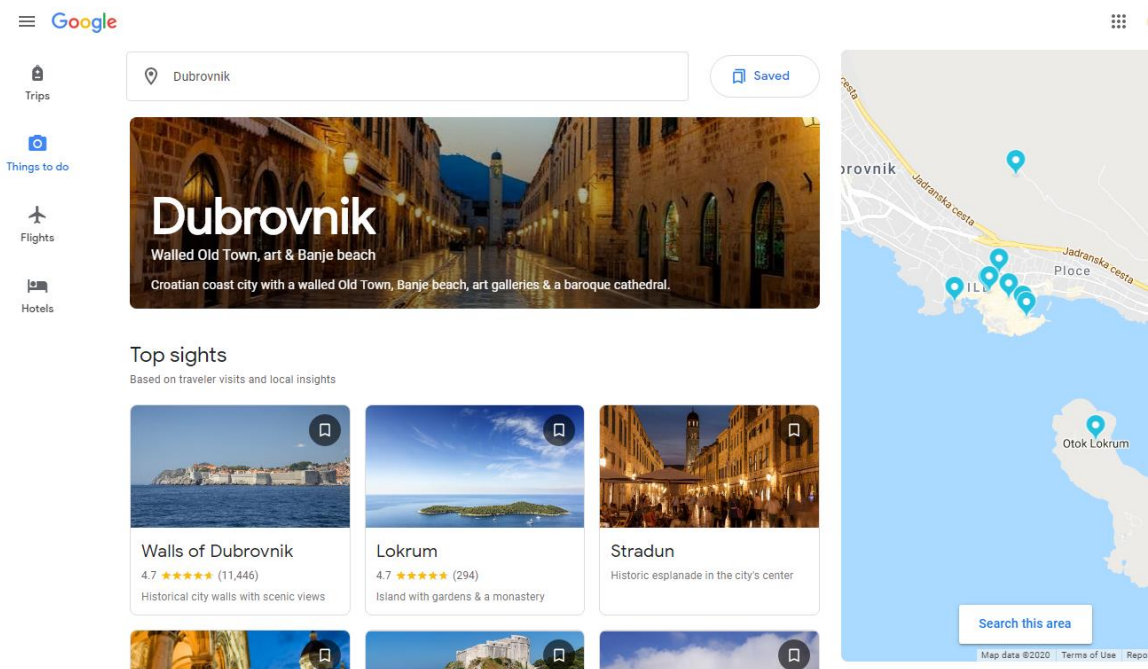 Google
Trips
Things to do
Flights
Hotels
Dubrovnik
Saved
Dubrovnik
Walled Old Town, art & Banje beach
Croatian coast city with a walled Old Town, Banje beach, art galleries & a baroque cathedral.
Top sights
Based on traveler visits and local insights
Walls of Dubrovnik
4.7 ★★★★★ (11,446)
Historical city walls with scenic views
Lokrum
4.7 ★★★★★ (294)
Island with gardens & a monastery
Stradun
Historic esplanade in the city's center
cesta
brovnik
Jadranska cesta
Jadranska cesta
Ploce
Otok Lokrum
Search this area
Map data ©2020
Terms of Use
Repo